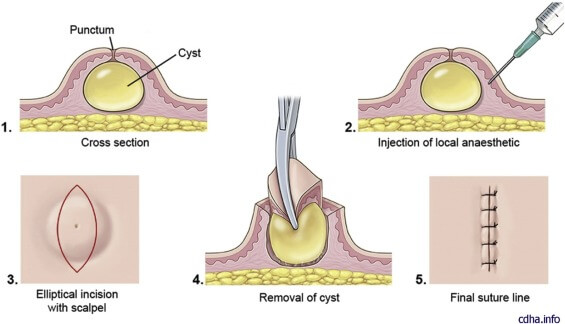 Punctum
Cyst
1.
Cross section
2.
Injection of local anaesthetic
3.
Elliptical incision
with scalpel
4.
Removal of cyst
5.
Final suture line
cdha.info